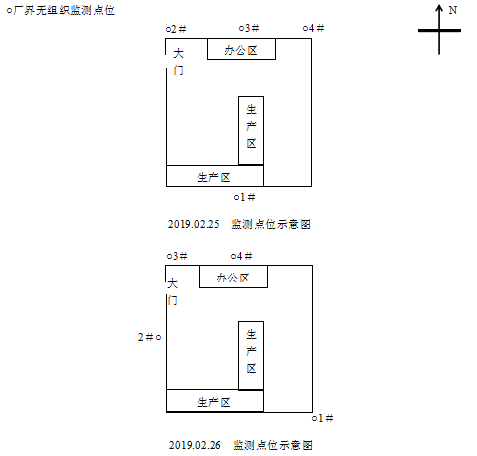 ○厂界无组织监测点位
N
○2# ○3# ○4#
大门
办公区
生产区
生产区
○1#
2019.02.25 监测点位示意图
○3# ○4#
大门
办公区
2#○
生产区
生产区
○1#
2019.02.26 监测点位示意图